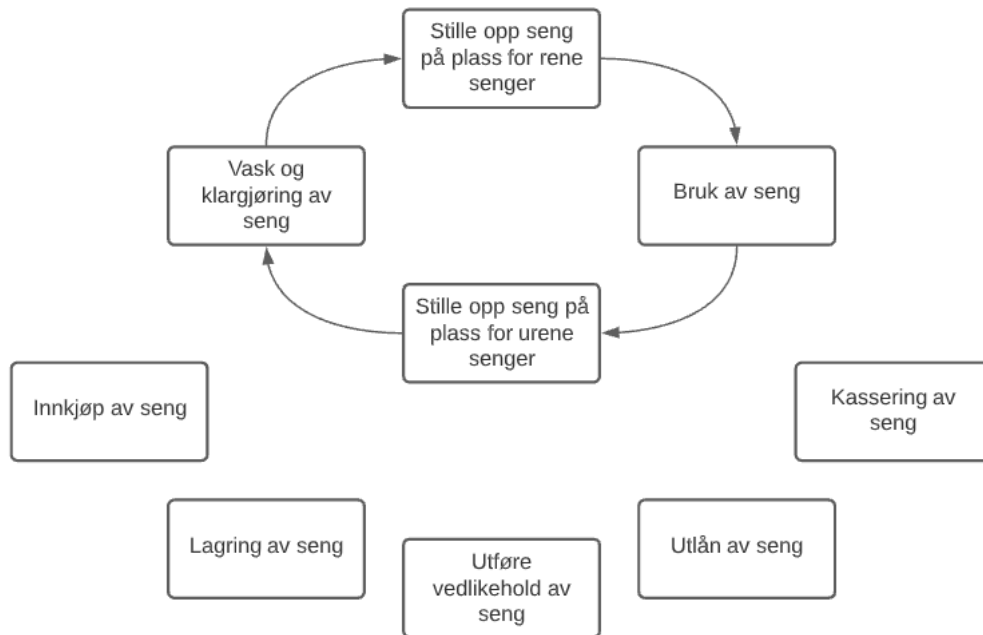 Stille opp seng
på plass for rene
senger
Vask og
klargjøring av
seng
Bruk av seng
Stille opp seng på
plass for urene
senger
Innkjøp av seng
Kassering av
seng
Lagring av seng
Utføre
vedlikehold av
seng
Utlån av seng